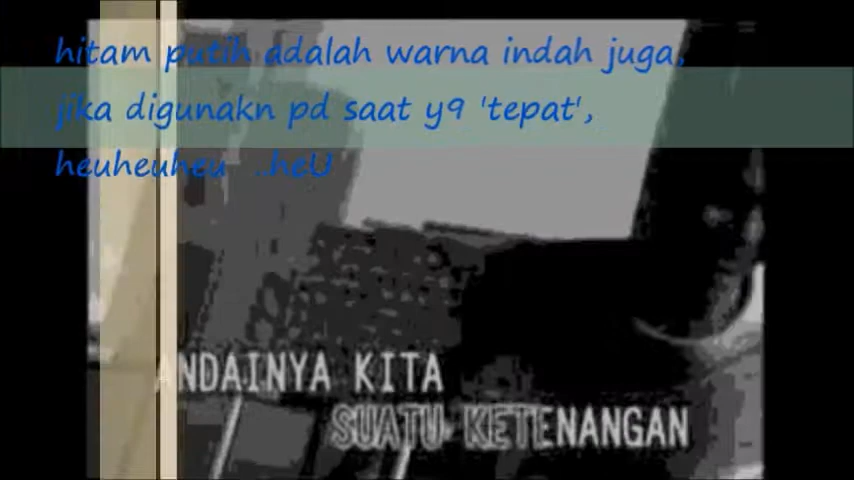 hitam putih adalah warna indah juga,
jika digunakn pd saat y9 'tepat',
heuheuheu ..heU
ANDAINYA KITA
SUATU KETENANGAN